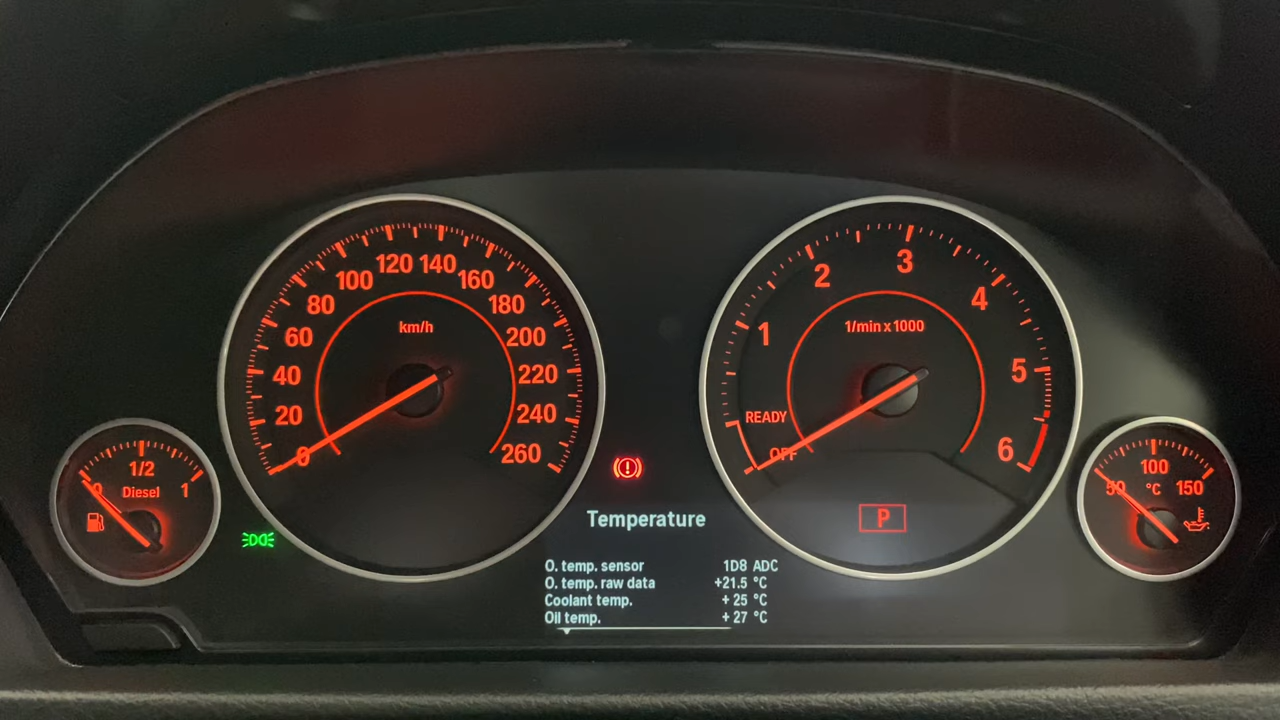 km/h
0
20
40
60
80
100
120
140
160
180
200
220
240
260
1/min x 1000
OFF
READY
1
2
3
4
5
6
0
1/2
1
Diesel
50
100
150
°C
P
Temperature
O. temp. sensor 1D8 ADC
O. temp. raw data +21.5 °C
Coolant temp. + 25 °C
Oil temp. + 27 °C